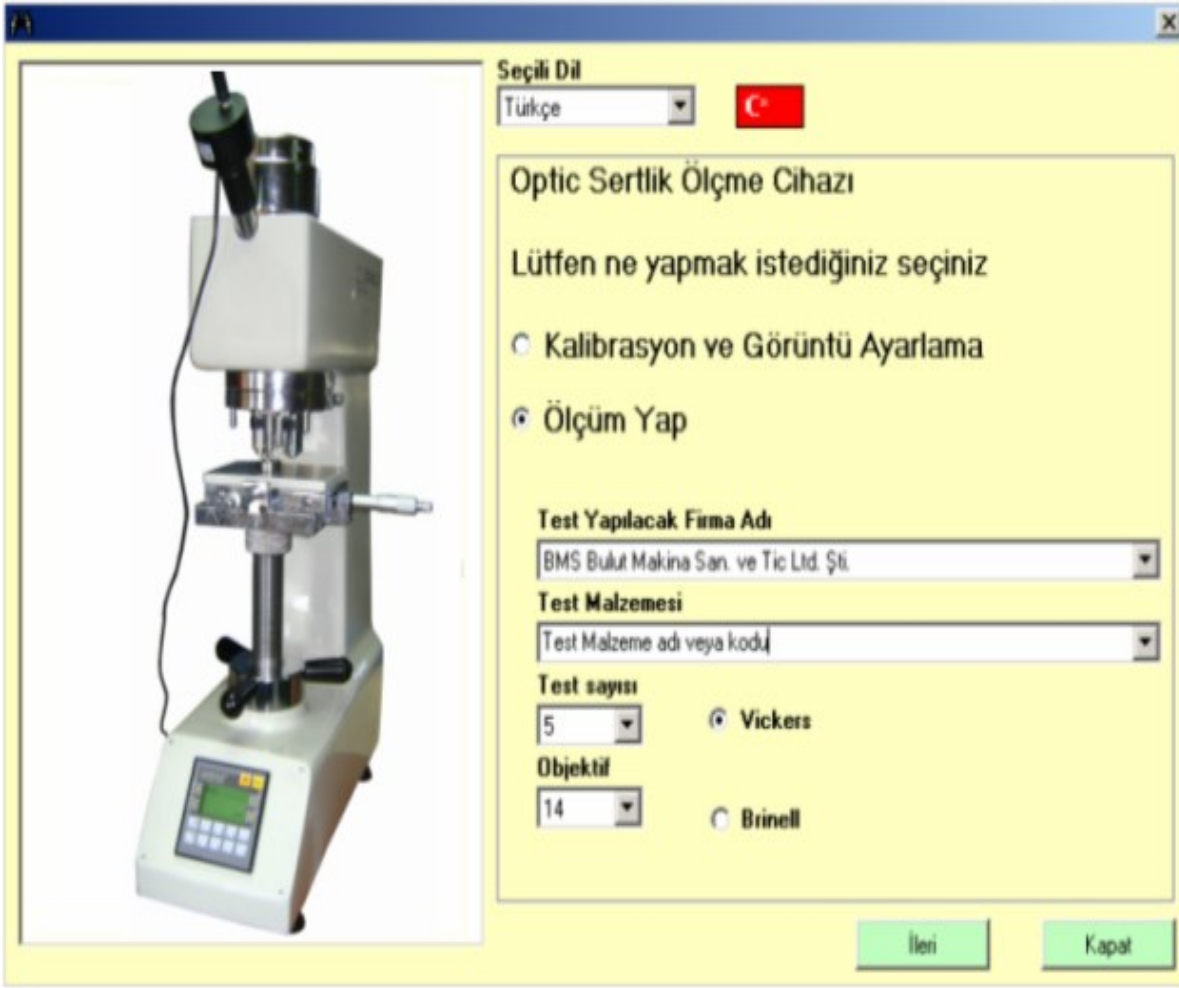 Seçili Dil
Türkçe
Optic Sertlik Ölçme Cihazı
Lütfen ne yapmak istediğiniz seçiniz
Kalibrasyon ve Görüntü Ayarlama
Ölçüm Yap
Test Yapılacak Firma Adı
BMS Bulut Makina San. ve Tic Ltd. Şti.
Test Malzemesi
Test Malzeme adı veya kodu
Test sayısı
5
Vickers
Objektif
14
Brinell
İleri
Kapat